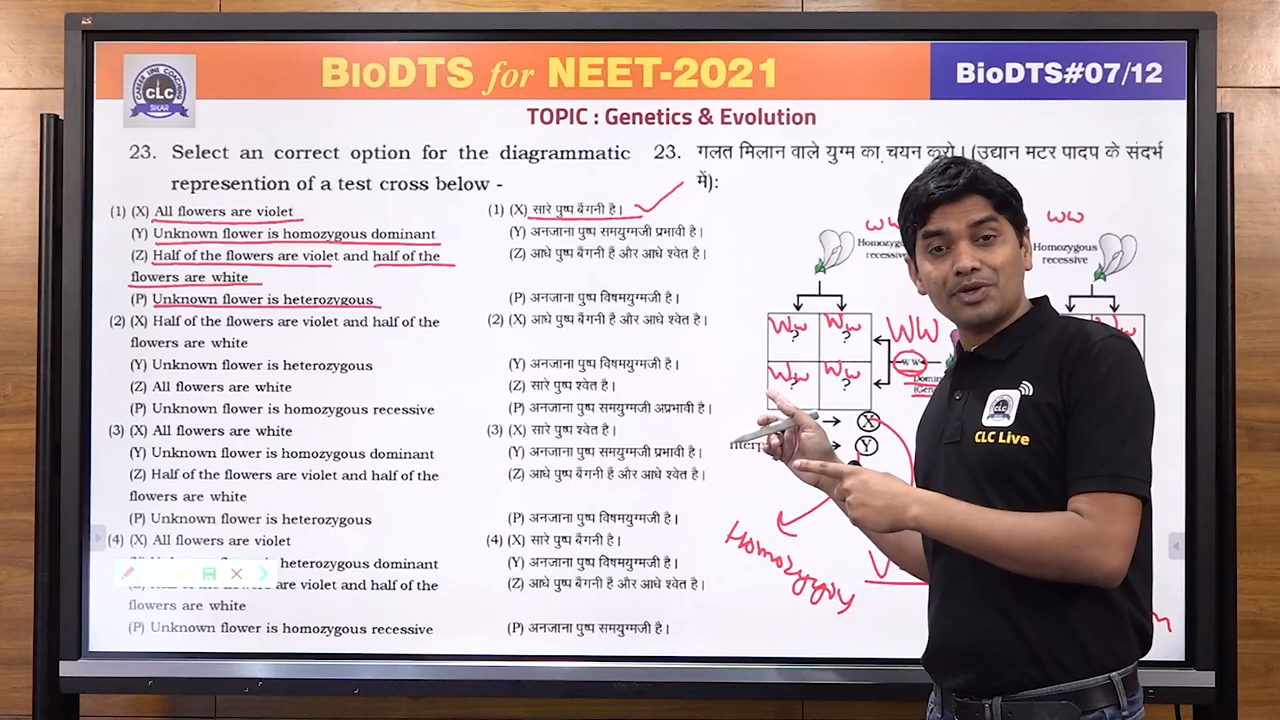 CAREER LINE COACHING
CLC
SIKAR
BIODTS for NEET-2021
BioDTS#07/12
TOPIC : Genetics & Evolution
23. Select an correct option for the diagrammatic
represention of a test cross below -
(1) (X) All flowers are violet
(Y) Unknown flower is homozygous dominant
(Z) Half of the flowers are violet and half of the
flowers are white
(P) Unknown flower is heterozygous
(2) (X) Half of the flowers are violet and half of the
flowers are white
(Y) Unknown flower is heterozygous
(Z) All flowers are white
(P) Unknown flower is homozygous recessive
(3) (X) All flowers are white
(Y) Unknown flower is homozygous dominant
(Z) Half of the flowers are violet and half of the
flowers are white
(P) Unknown flower is heterozygous
(4) (X) All flowers are violet
heterozygous dominant
are violet and half of the
flowers are white
(P) Unknown flower is homozygous recessive
23. गलत मिलान वाले युग्म का चयन करो। (उद्यान मटर पादप के संदर्भ
में):
(1) (X) सारे पुष्प बैंगनी है।
(Y) अनजाना पुष्प समयुग्मजी प्रभावी है।
(Z) आधे पुष्प बैंगनी है और आधे श्वेत है।
(P) अनजाना पुष्प विषमयुग्मजी है।
(2) (X) आधे पुष्प बैंगनी है और आधे श्वेत है।
(Y) अनजाना पुष्प विषमयुग्मजी है।
(Z) सारे पुष्प श्वेत है।
(P) अनजाना पुष्प समयुग्मजी अप्रभावी है।
(3) (X) सारे पुष्प श्वेत है।
(Y) अनजाना पुष्प समयुग्मजी प्रभावी है।
(Z) आधे पुष्प बैंगनी है और आधे श्वेत है।
(P) अनजाना पुष्प विषमयुग्मजी है।
(4) (X) सारे पुष्प बैंगनी है।
(Y) अनजाना पुष्प विषमयुग्मजी है।
(Z) आधे पुष्प बैंगनी है और आधे श्वेत है।
(P) अनजाना पुष्प समयुग्मजी है।
ww
recessive
ww
Homozygous
recessive
Ww Ww WW Ww
? ?
WW
Ww Ww
? ?
X
Y
Homozygous
CLC
CLC Live